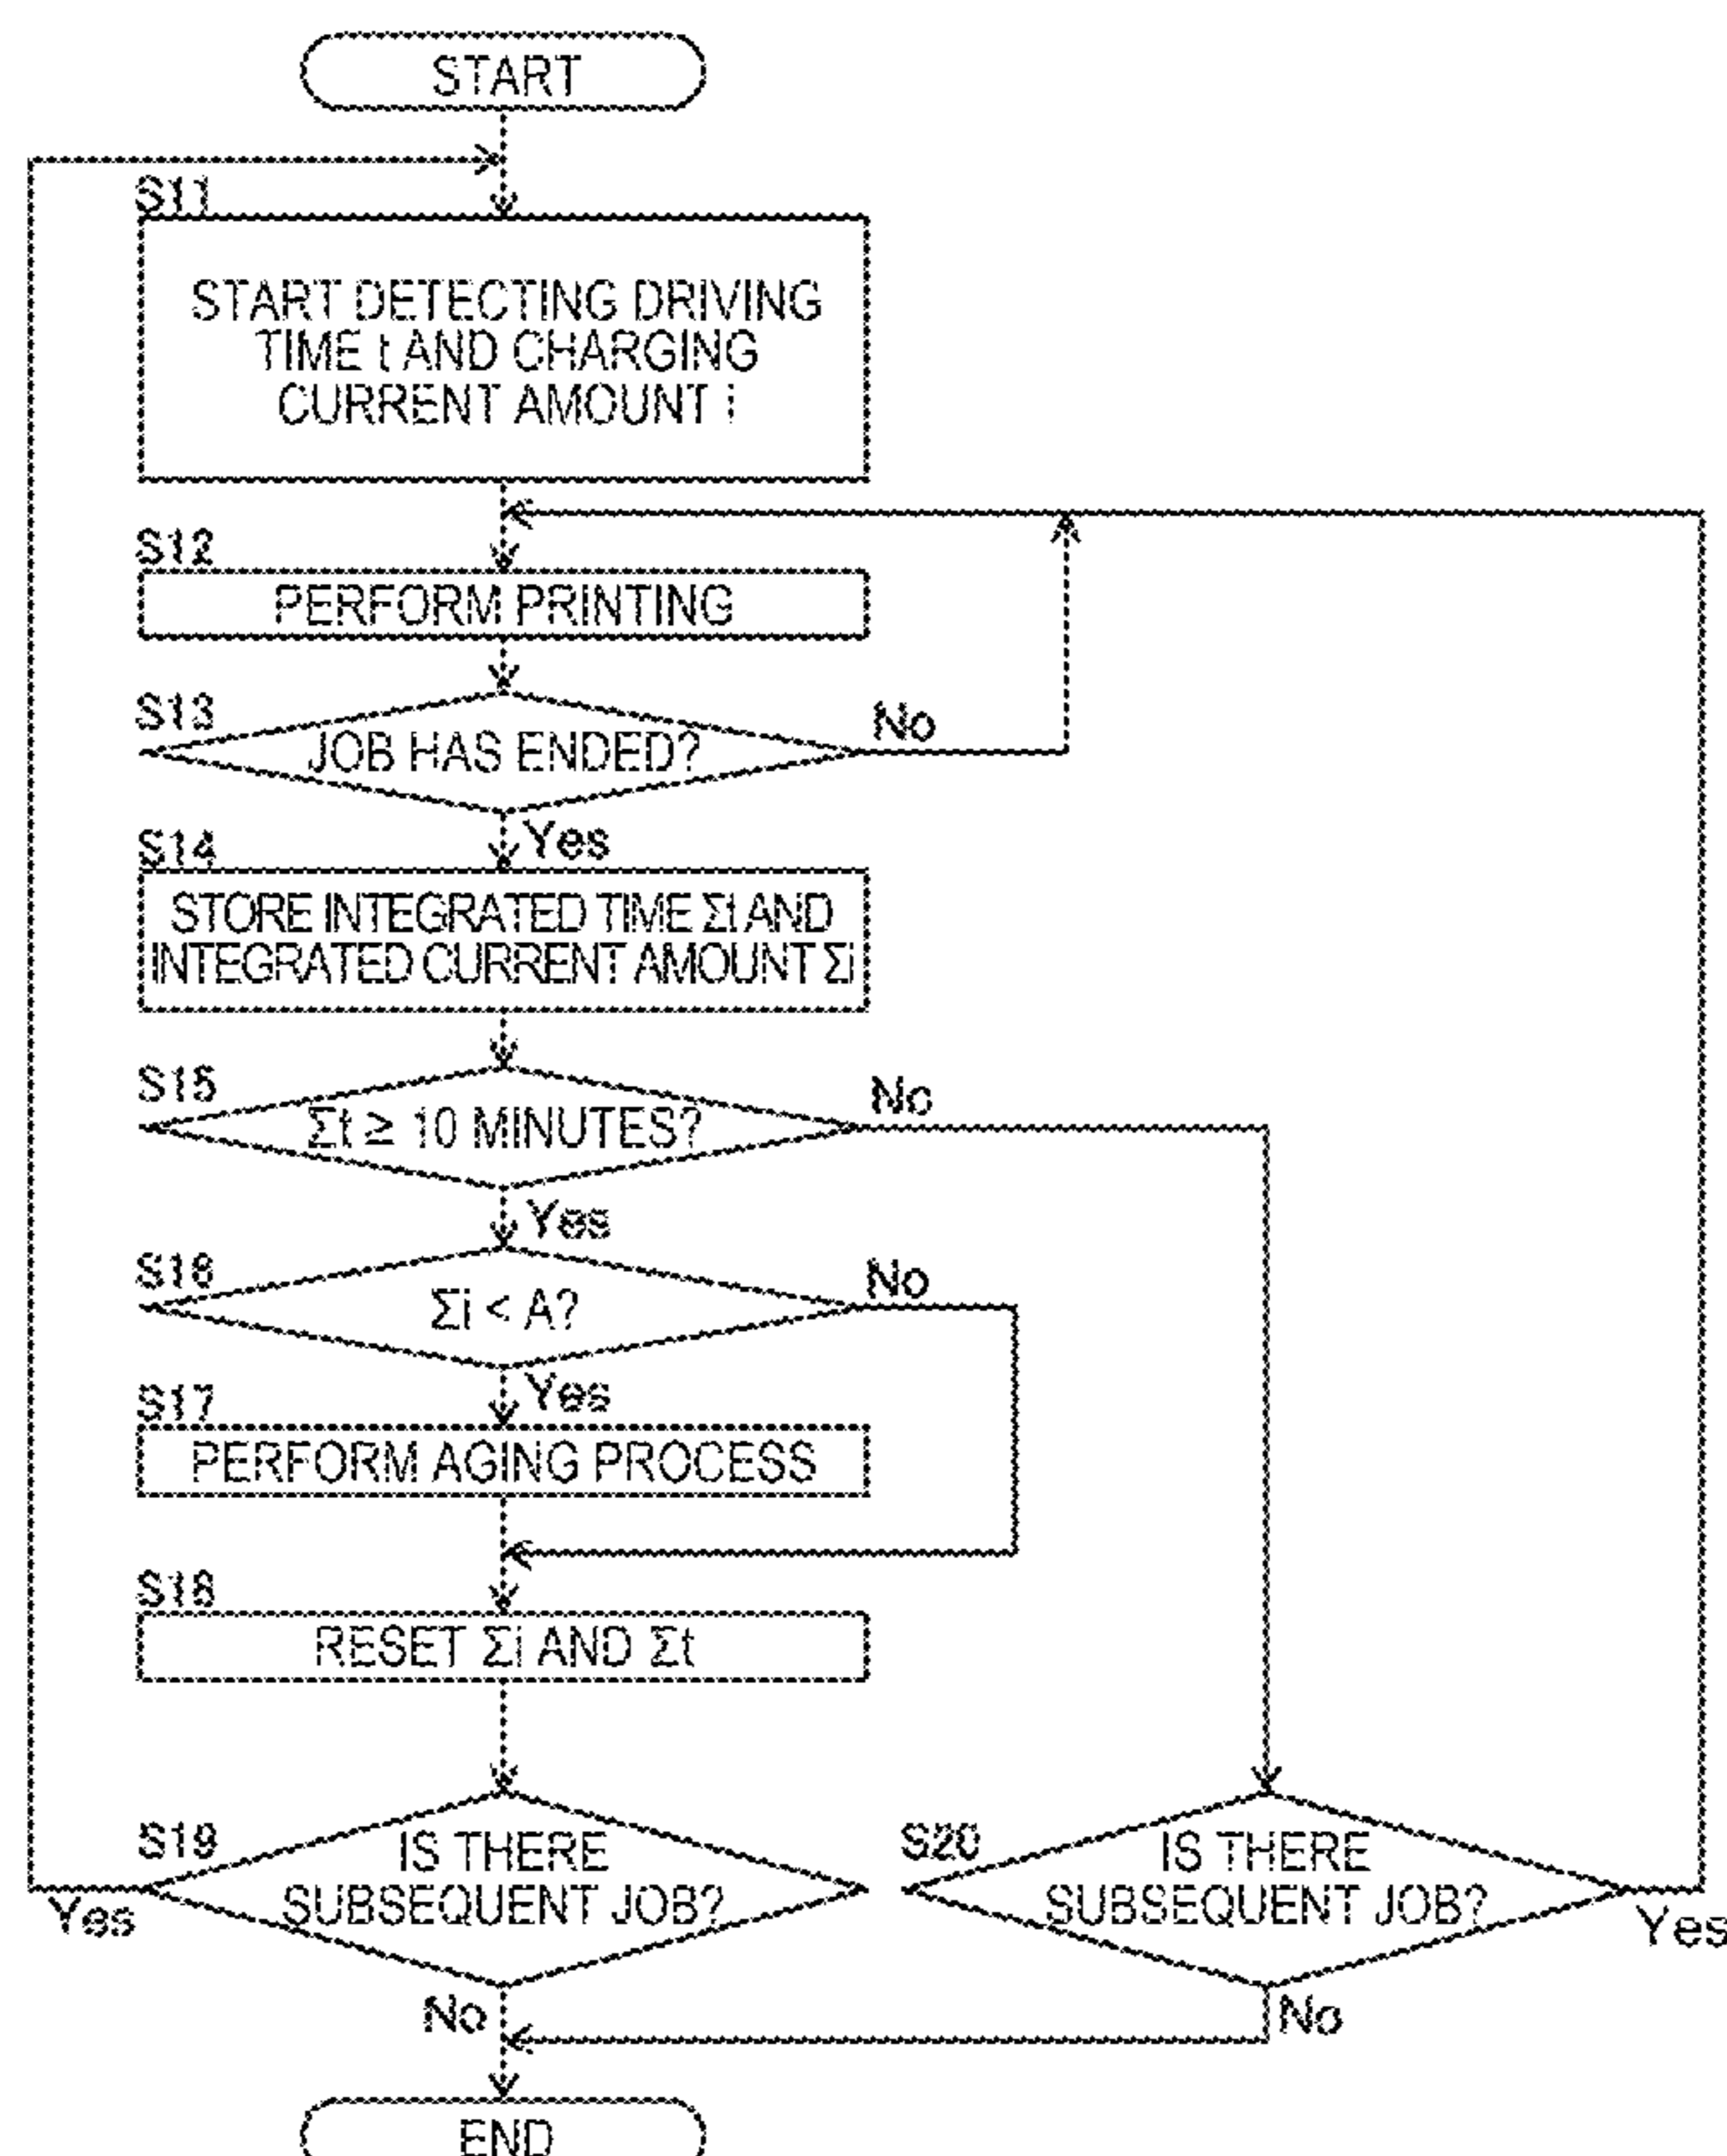 START
S11
START DETECTING DRIVING
TIME t AND CHARGING
CURRENT AMOUNT i
S12
PERFORM PRINTING
S13
JOB HAS ENDED?
No
Yes
S14
STORE INTEGRATED TIME Σt AND
INTEGRATED CURRENT AMOUNT Σi
S15
Σt ≥ 10 MINUTES?
No
Yes
S16
Σi < A?
No
Yes
S17
PERFORM AGING PROCESS
S18
RESET Σi AND Σt
S19
IS THERE
SUBSEQUENT JOB?
Yes
No
S20
IS THERE
SUBSEQUENT JOB?
Yes
No
END